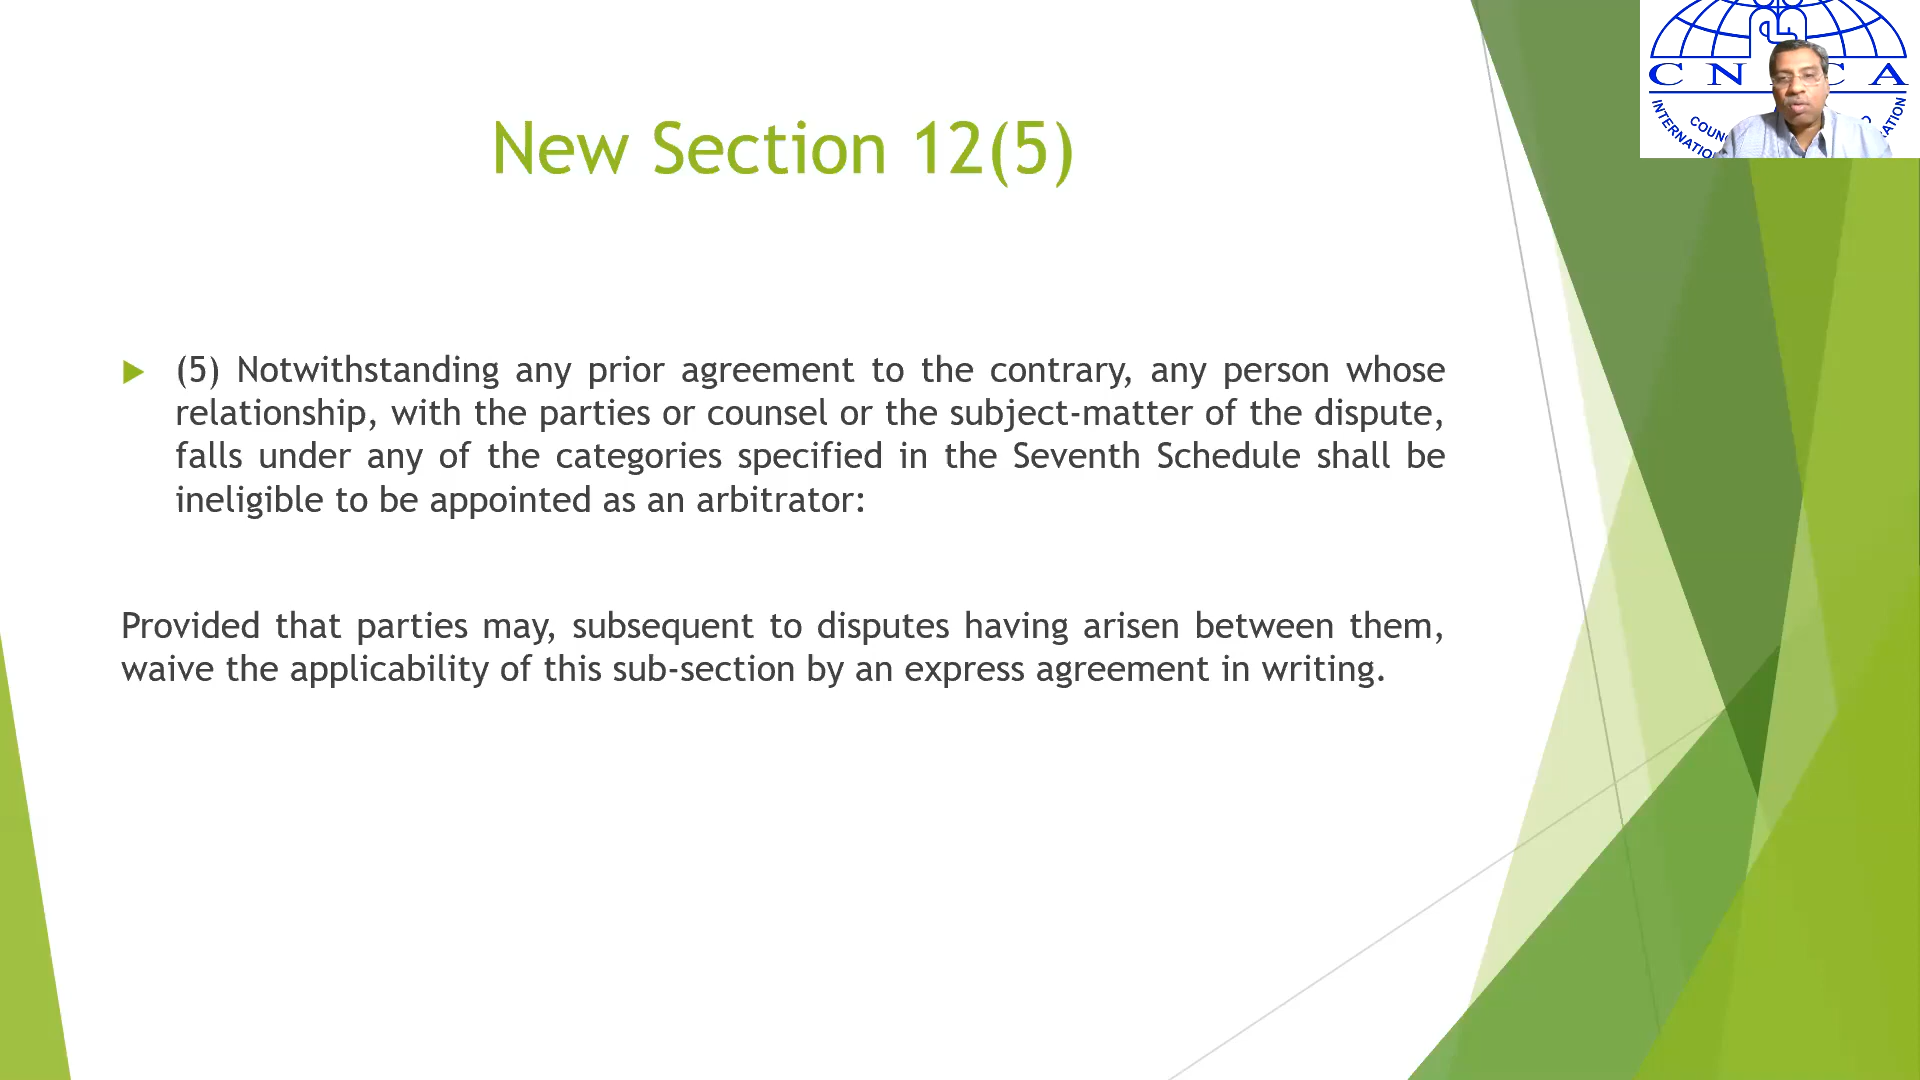 New Section 12(5)
(5) Notwithstanding any prior agreement to the contrary, any person whose
relationship, with the parties or counsel or the subject-matter of the dispute,
falls under any of the categories specified in the Seventh Schedule shall be
ineligible to be appointed as an arbitrator:
Provided that parties may, subsequent to disputes having arisen between them,
waive the applicability of this sub-section by an express agreement in writing.